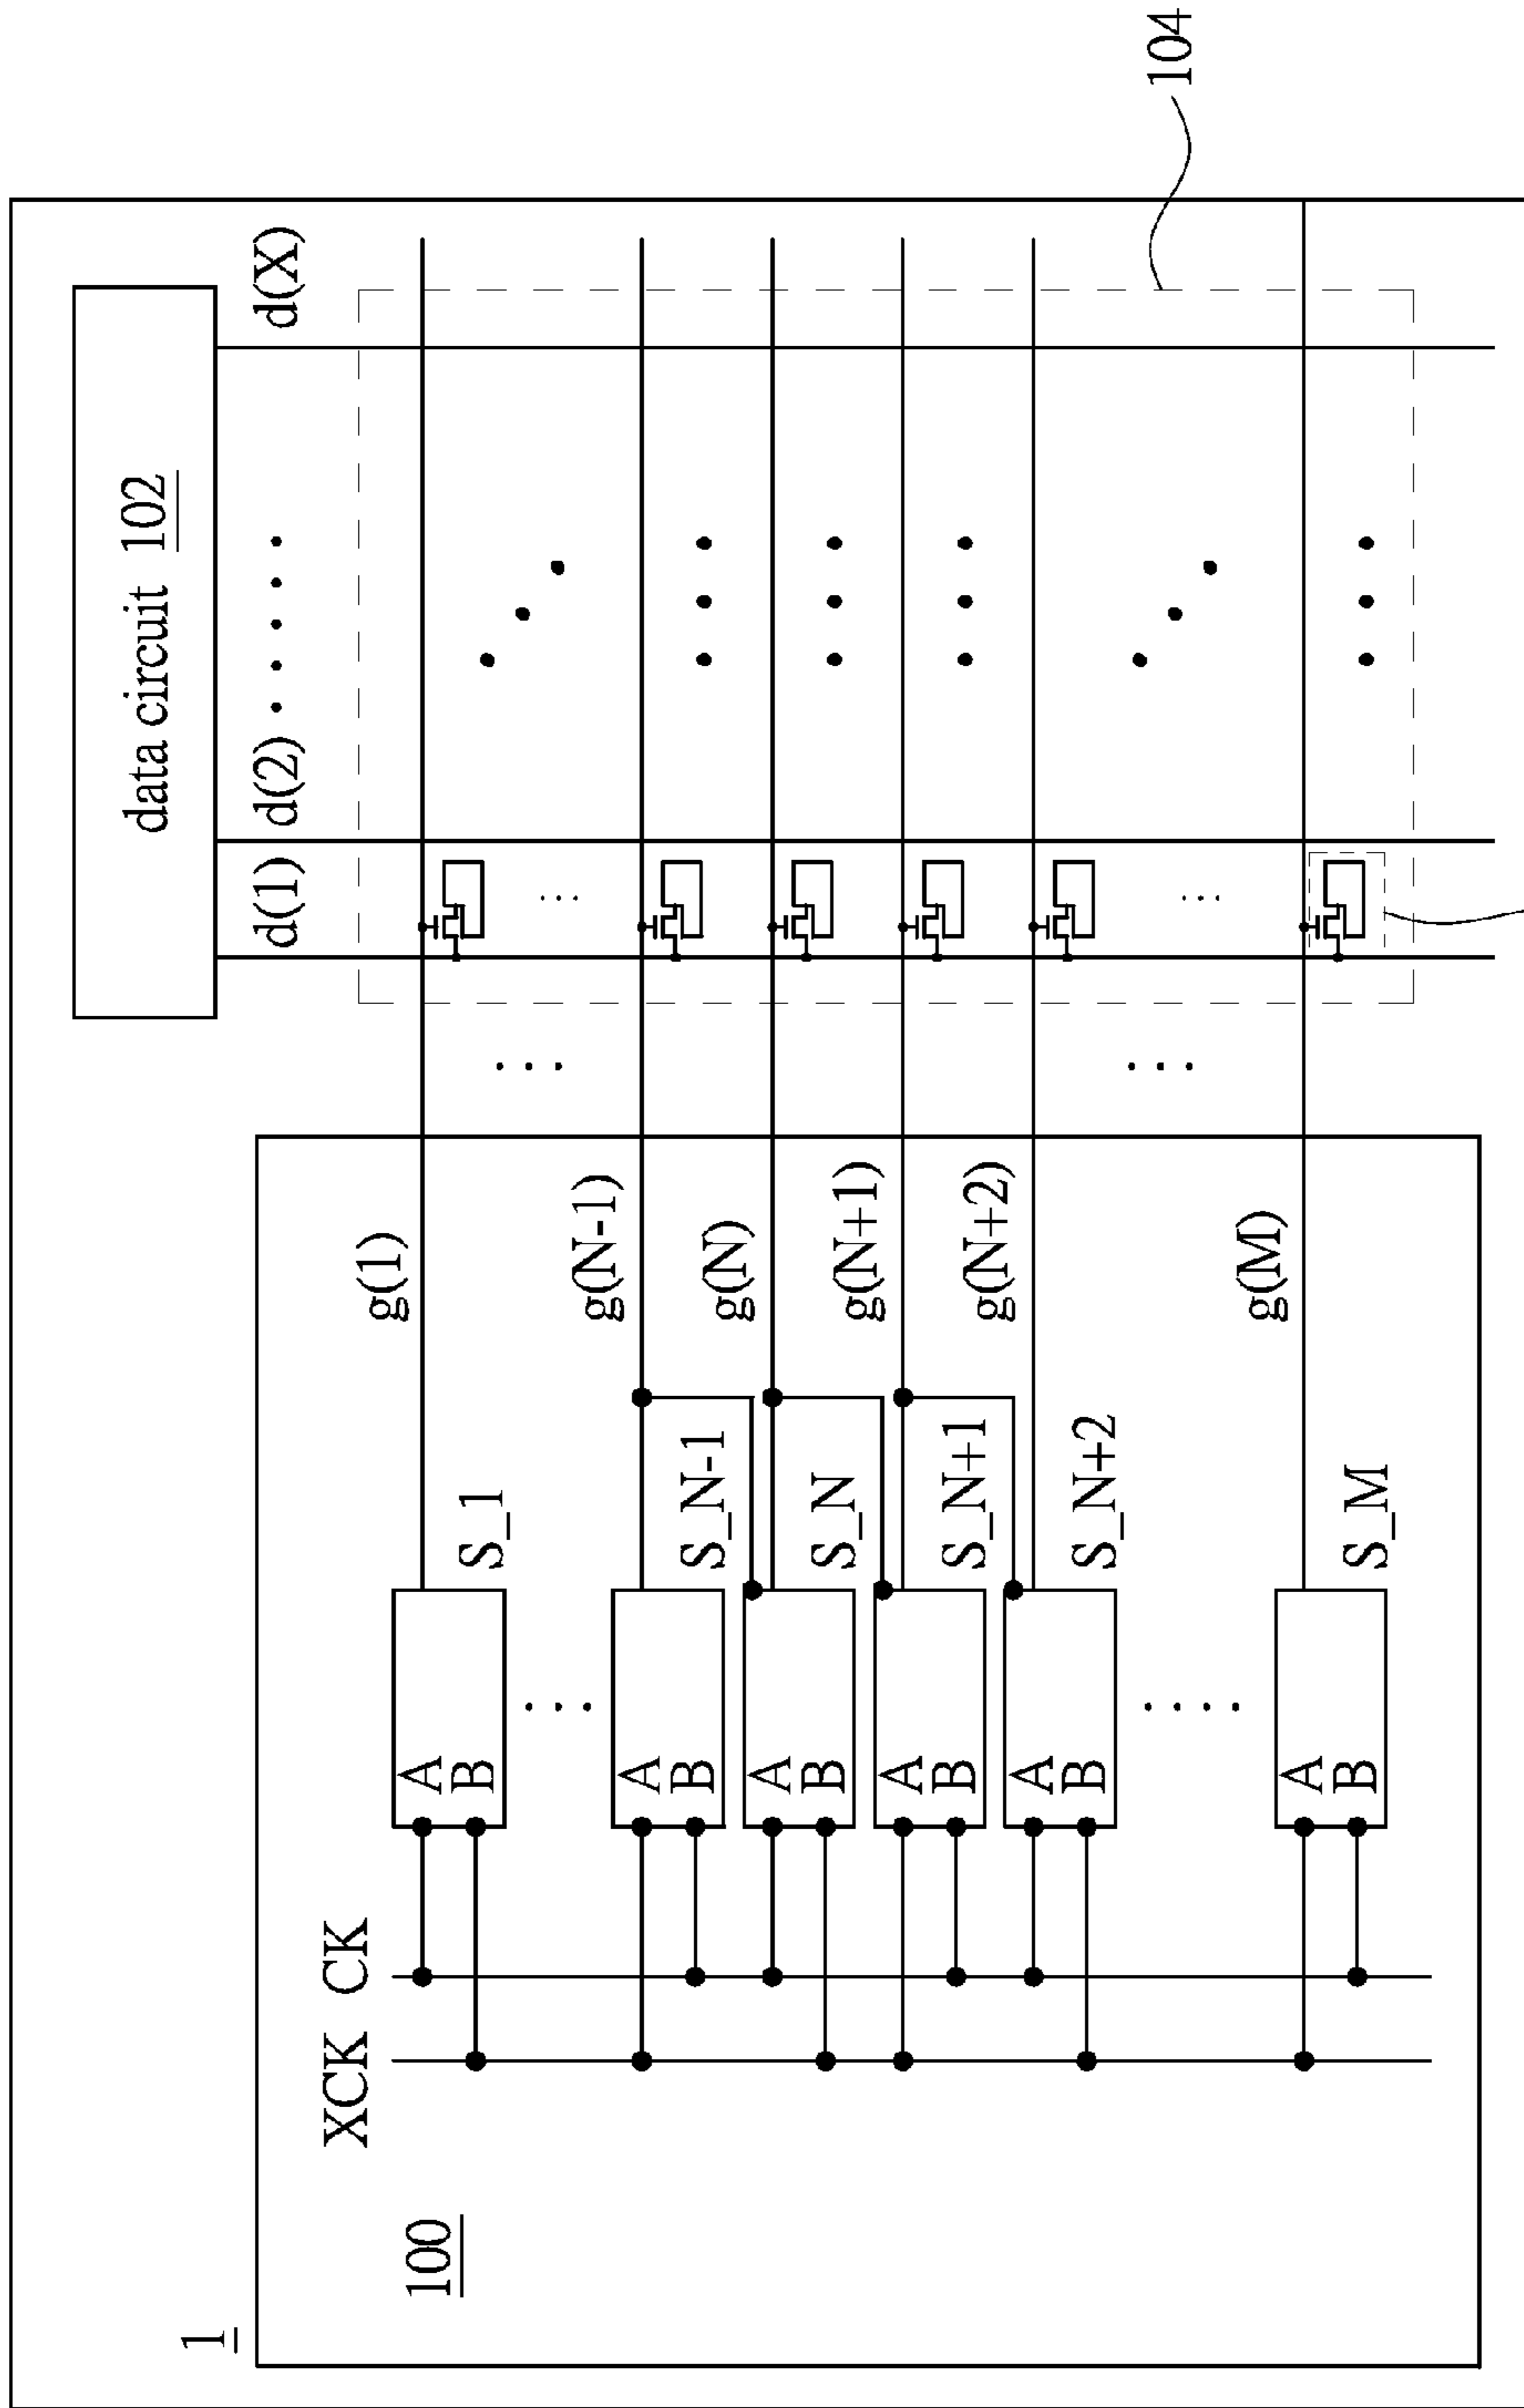 1
data circuit 102
d(1) d(2) d(X)
104
100
XCK CK
A
B
S_1
g(1)
A
B
S_N-1
g(N-1)
A
B
S_N
g(N)
A
B
S_N+1
g(N+1)
A
B
S_N+2
g(N+2)
A
B
S_M
g(M)